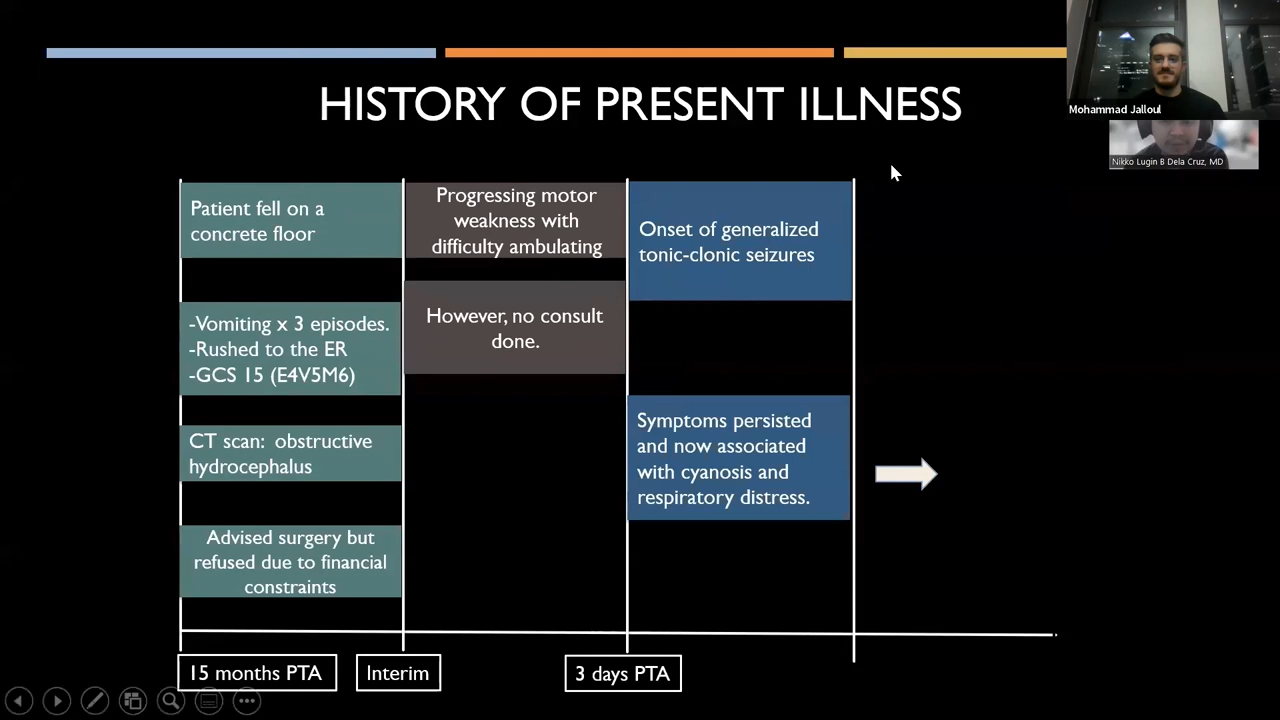 HISTORY OF PRESENT ILLNESS
Mohammad Jalloul
Nikko Lugin B Dela Cruz, MD
Patient fell on a
concrete floor
-Vomiting x 3 episodes.
-Rushed to the ER
-GCS 15 (E4V5M6)
CT scan: obstructive
hydrocephalus
Advised surgery but
refused due to financial
constraints
Progressing motor
weakness with
difficulty ambulating
However, no consult
done.
Onset of generalized
tonic-clonic seizures
Symptoms persisted
and now associated
with cyanosis and
respiratory distress.
15 months PTA
Interim
3 days PTA